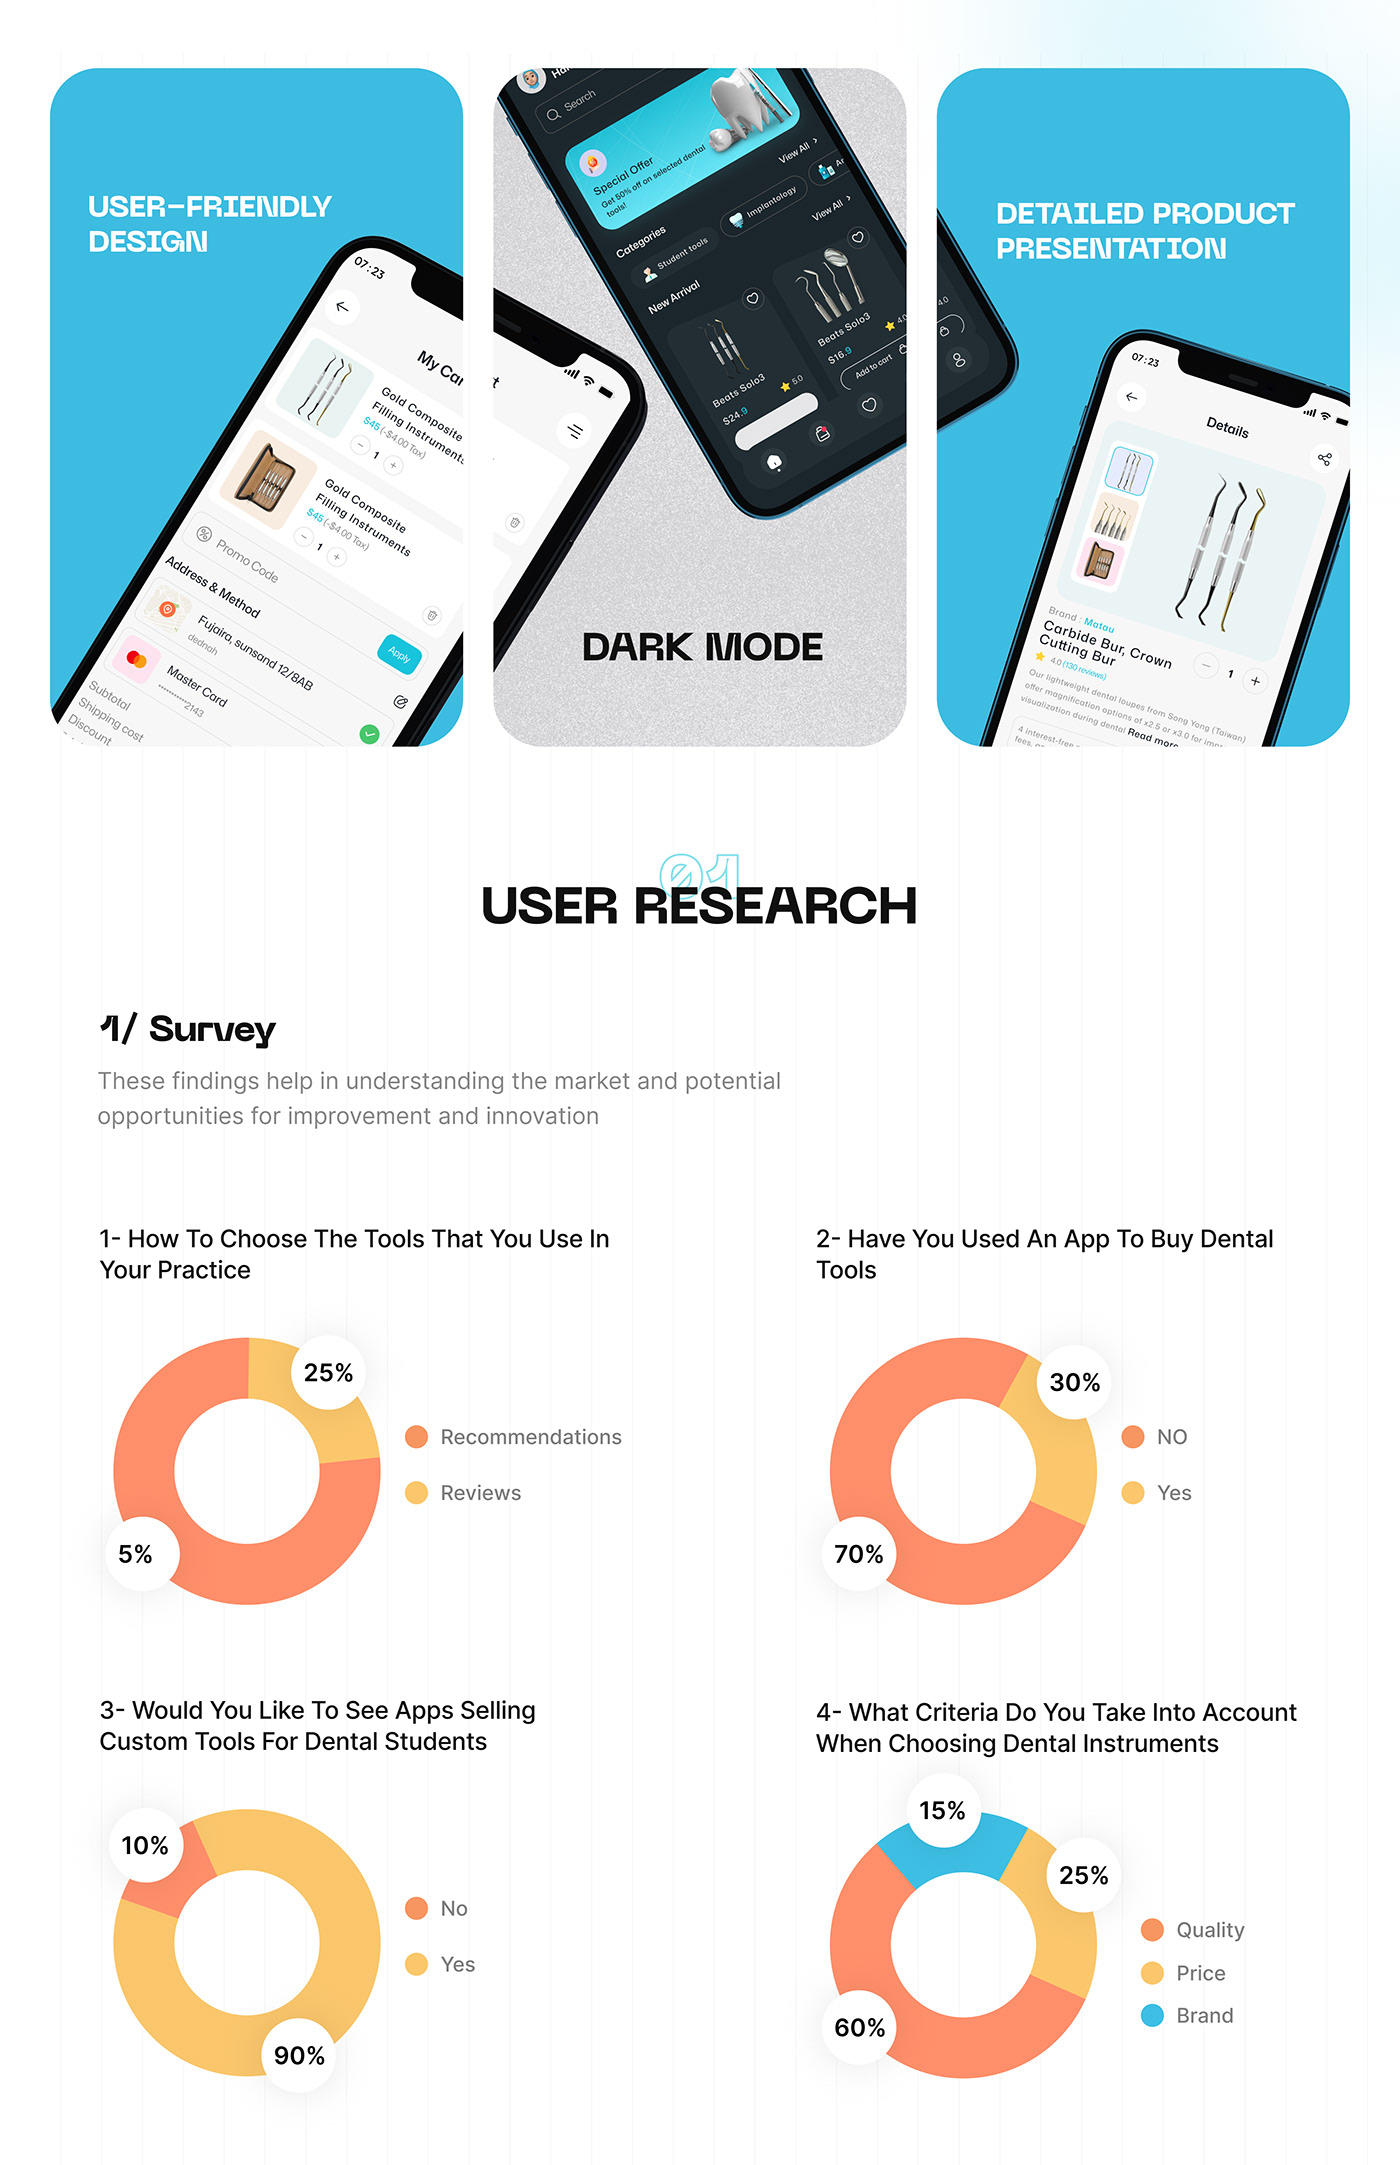 USER-FRIENDLY
DESIGN
07:23
My Car
Gold Composite
Filling Instruments
$45 (-$4.00 Tax)
1
Gold Composite
Filling Instruments
$45 (-$4.00 Tax)
1
Promo Code
Apply
Address & Method
Fujaira, sunsand 12/8AB
dednah
Master Card
············2143
Subtotal
Shipping cost
Discount
t
Search
Special Offer
Get 50% off on selected dental
tools!
Categories
View All
Student tools
Implantology
New Arrival
View All
Beats Solo3
$24.9
5.0
Beats Solo3
$16.9
4.0
Add to cart
DARK MODE
4.0
DETAILED PRODUCT
PRESENTATION
07:23
Details
Brand : Matau
Carbide Bur, Crown
Cutting Bur
4.0 (130 reviews)
1
Our lightweight dental loupes from Song Yong (Taiwan)
offer magnification options of x2.5 or x3.0 for
visualization during dental Read more
4 interest-free
fees,
01
USER RESEARCH
1/ Survey
These findings help in understanding the market and potential
opportunities for improvement and innovation
1- How To Choose The Tools That You Use In
Your Practice
25%
5%
Recommendations
Reviews
2- Have You Used An App To Buy Dental
Tools
30%
70%
NO
Yes
3- Would You Like To See Apps Selling
Custom Tools For Dental Students
10%
90%
No
Yes
4- What Criteria Do You Take Into Account
When Choosing Dental Instruments
15%
25%
60%
Quality
Price
Brand